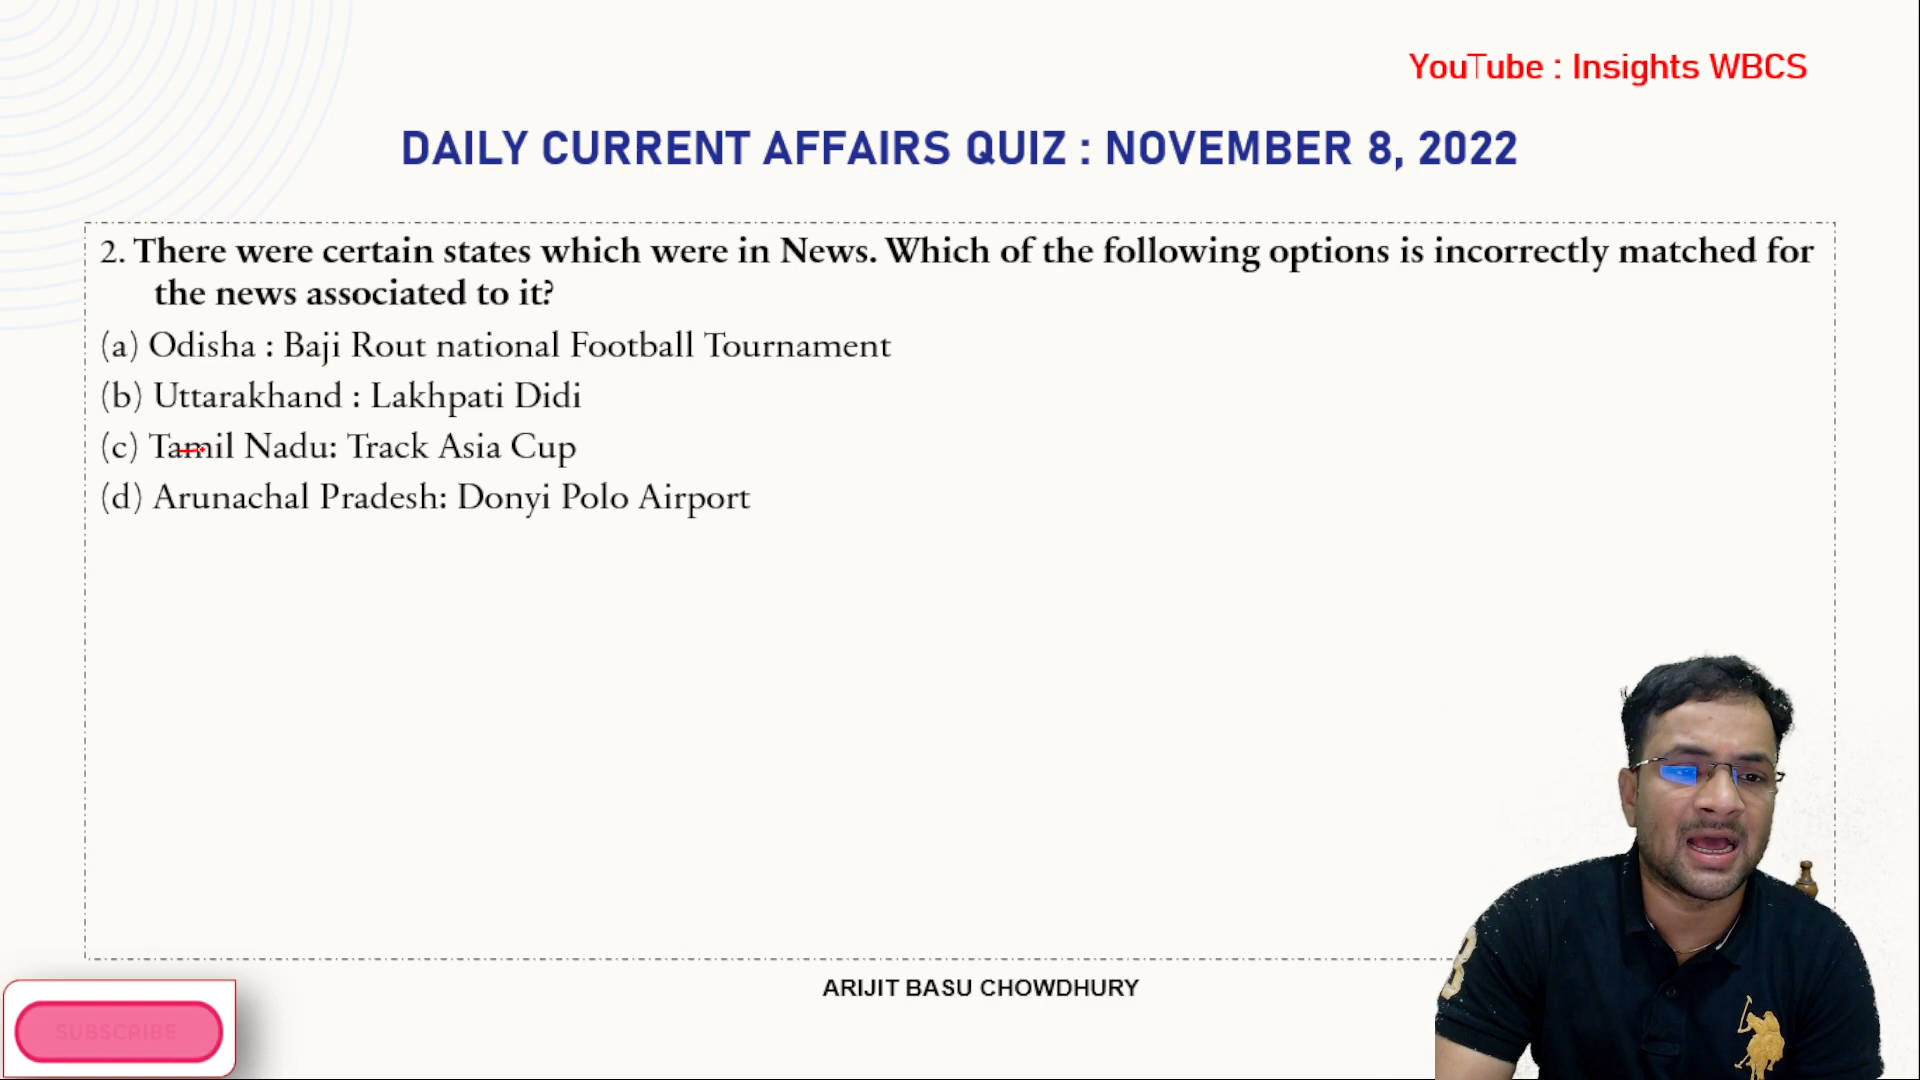 YouTube : Insights WBCS
DAILY CURRENT AFFAIRS QUIZ : NOVEMBER 8, 2022
2. There were certain states which were in News. Which of the following options is incorrectly matched for
the news associated to it?
(a) Odisha : Baji Rout national Football Tournament
(b) Uttarakhand : Lakhpati Didi
(c) Tamil Nadu: Track Asia Cup
(d) Arunachal Pradesh: Donyi Polo Airport
ARIJIT BASU CHOWDHURY
SUBSCRIBE
3